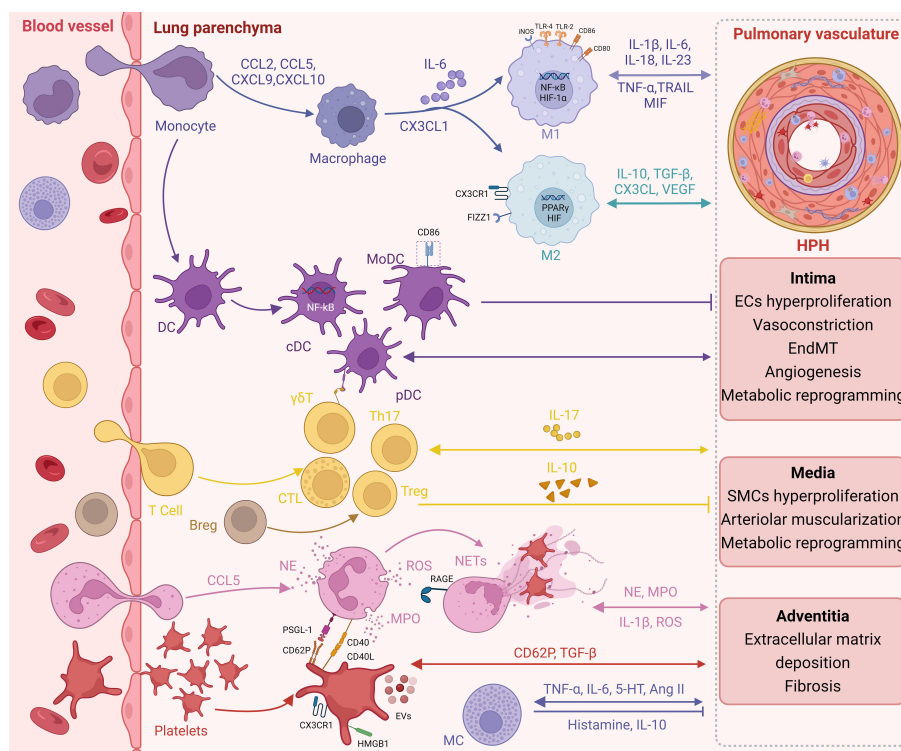 Blood vessel
Lung parenchyma
Pulmonary vasculature
CCL2, CCL5,
CXCL9,CXCL10
Monocyte
Macrophage
IL-6
CX3CL1
iNOS
TLR-4
TLR-2
CD86
CD80
NF-κB
HIF-1α
M1
IL-1β, IL-6,
IL-18, IL-23
TNF-α,TRAIL
MIF
CX3CR1
FIZZ1
PPARγ
HIF
M2
IL-10, TGF-β,
CX3CL, VEGF
HPH
DC
NF-kB
cDC
MoDC
CD86
pDC
Intima
ECs hyperproliferation
Vasoconstriction
EndMT
Angiogenesis
Metabolic reprogramming
T Cell
γδT
Th17
CTL
Treg
Breg
IL-17
IL-10
Media
SMCs hyperproliferation
Arteriolar muscularization
Metabolic reprogramming
CCL5
NE
ROS
MPO
NETs
RAGE
NE, MPO
IL-1β, ROS
PSGL-1
CD62P
CD40
CD40L
CX3CR1
HMGB1
EVs
Platelets
CD62P, TGF-β
MC
TNF-α, IL-6, 5-HT, Ang II
Histamine, IL-10
Adventitia
Extracellular matrix
deposition
Fibrosis